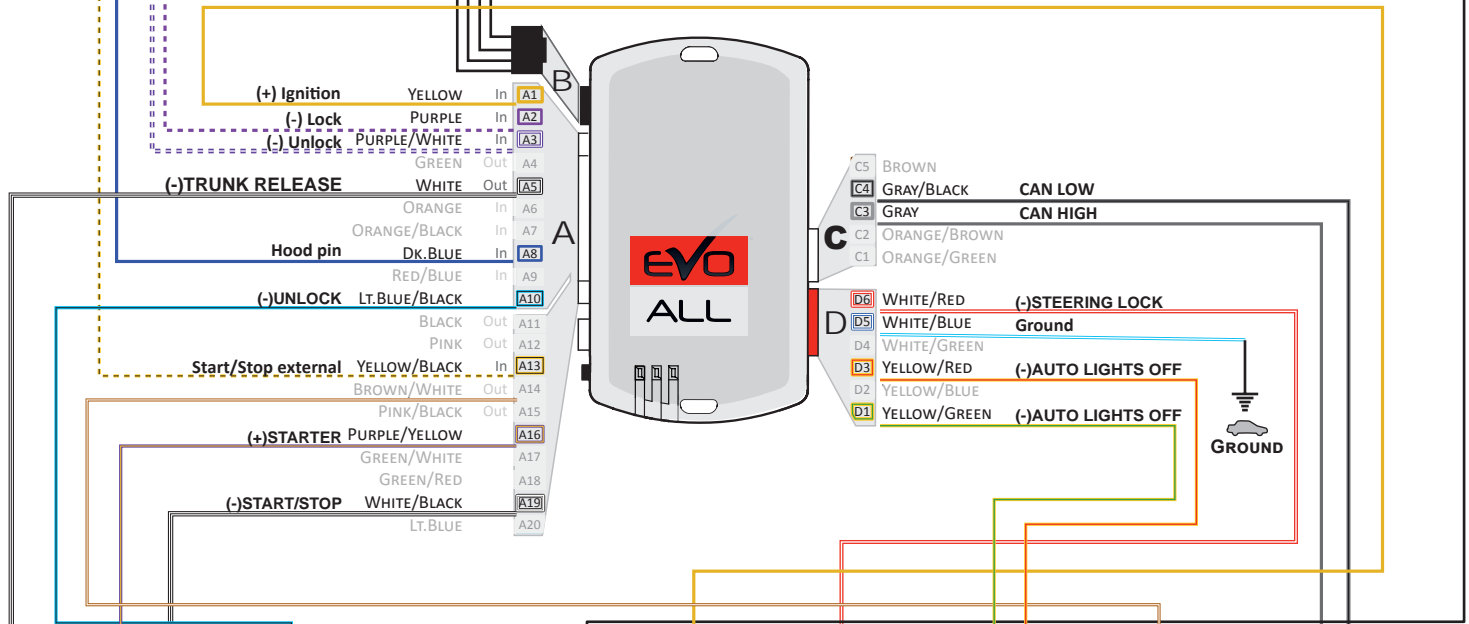 B
(+) Ignition YELLOW In A1
(-) Lock PURPLE In A2
(-) Unlock PURPLE/WHITE In A3
GREEN Out A4
(-)TRUNK RELEASE WHITE Out A5
ORANGE In A6
ORANGE/BLACK In A7
A
Hood pin DK.BLUE In A8
RED/BLUE In A9
(-)UNLOCK LT.BLUE/BLACK A10
BLACK Out A11
PINK Out A12
Start/Stop external YELLOW/BLACK In A13
BROWN/WHITE Out A14
PINK/BLACK Out A15
(+)STARTER PURPLE/YELLOW A16
GREEN/WHITE A17
GREEN/RED A18
(-)START/STOP WHITE/BLACK A19
LT.BLUE A20
EVO
ALL
C5 BROWN
C4 GRAY/BLACK CAN LOW
C3 GRAY CAN HIGH
C
C2 ORANGE/BROWN
C1 ORANGE/GREEN
D6 WHITE/RED (-)STEERING LOCK
D
D5 WHITE/BLUE Ground
D4 WHITE/GREEN
D3 YELLOW/RED (-)AUTO LIGHTS OFF
D2 YELLOW/BLUE
D1 YELLOW/GREEN (-)AUTO LIGHTS OFF
GROUND